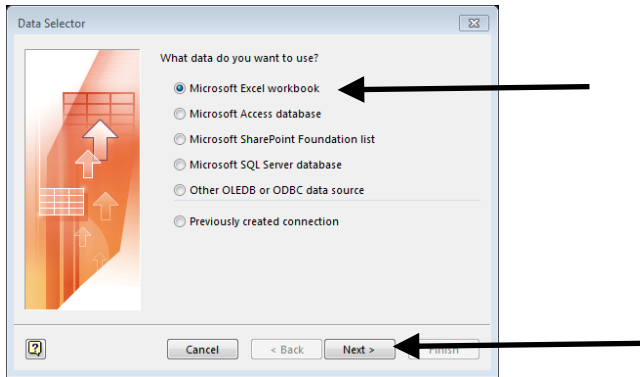 Data Selector
What data do you want to use?
Microsoft Excel workbook
Microsoft Access database
Microsoft SharePoint Foundation list
Microsoft SQL Server database
Other OLEDB or ODBC data source
Previously created connection
Cancel < Back Next > Finish